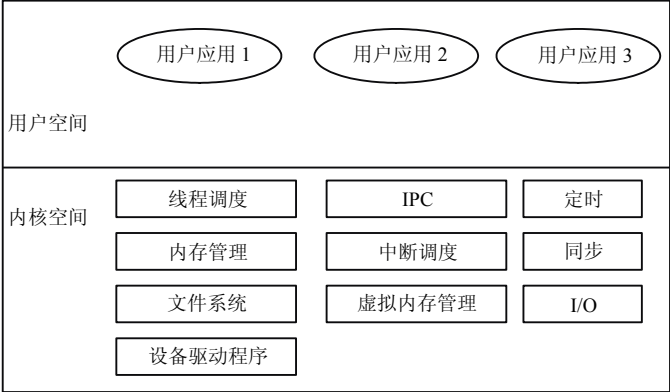 用户应用 1 用户应用 2 用户应用 3
用户空间
内核空间
线程调度 IPC 定时
内存管理 中断调度 同步
文件系统 虚拟内存管理 I/O
设备驱动程序